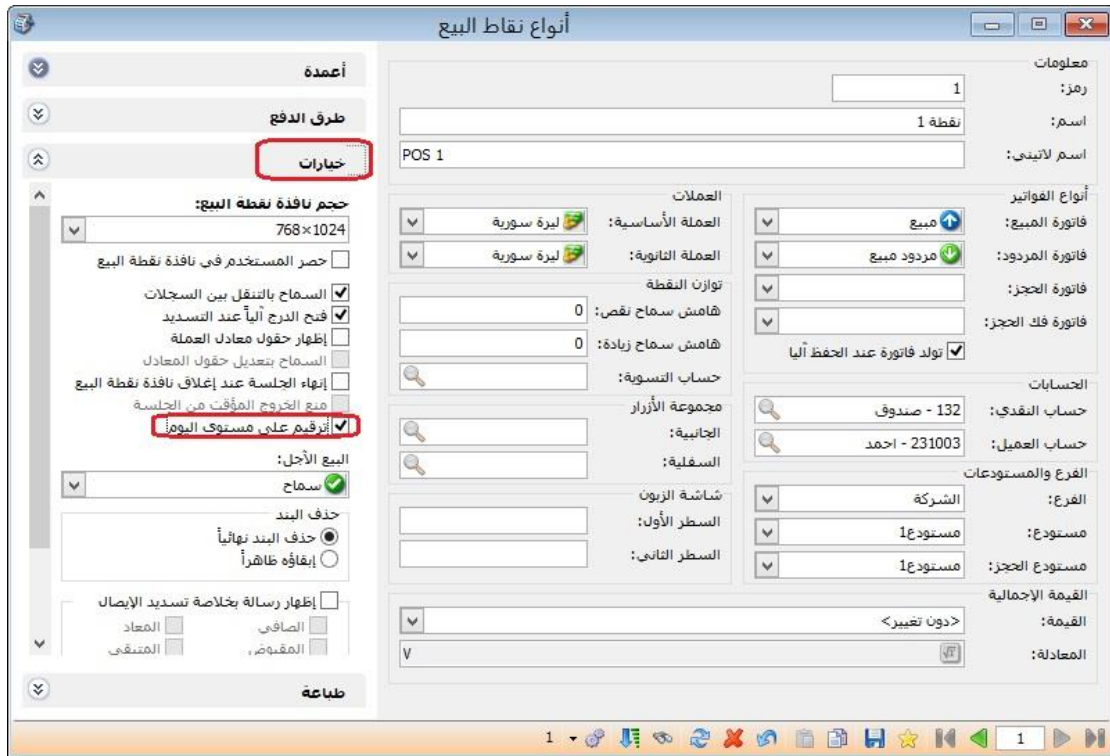 أنواع نقاط البيع
معلومات
رمز:
1
اسم:
نقطة 1
اسم لاتيني:
POS 1
أنواع الفواتير
فاتورة المبيع:
مبيع
فاتورة المردود:
مردود مبيع
فاتورة الحجز:
فاتورة فك الحجز:
تولد فاتورة عند الحفظ آليا
الحسابات
حساب النقدي:
132 - صندوق
حساب العميل:
231003 - احمد
الفرع والمستودعات
الفرع:
الشركة
مستودع:
مستودع1
مستودع الحجز:
مستودع1
العملات
العملة الأساسية:
ليرة سورية
العملة الثانوية:
ليرة سورية
توازن النقطة
هامش سماح نقص:
0
هامش سماح زيادة:
0
حساب التسوية:
مجموعة الأزرار
الجانبية:
السفلية:
شاشة الزبون
السطر الأول:
السطر الثاني:
القيمة الإجمالية
القيمة:
<دون تغيير>
المعادلة:
V
أعمدة
طرق الدفع
خيارات
حجم نافذة نقطة البيع:
768×1024
حصر المستخدم في نافذة نقطة البيع
السماح بالتنقل بين السجلات
فتح الدرج آلياً عند التسديد
إظهار حقول معادل العملة
السماح بتعديل حقول المعادل
إنهاء الجلسة عند إغلاق نافذة نقطة البيع
منع الخروج المؤقت من الجلسة
ترقيم على مستوى اليوم
البيع الآجل:
سماح
حذف البند
حذف البند نهائياً
إبقاؤه ظاهراً
إظهار رسالة بخلاصة تسديد الإيصال
الصافي
المعاد
المقبوض
المتبقي
طباعة
1
1